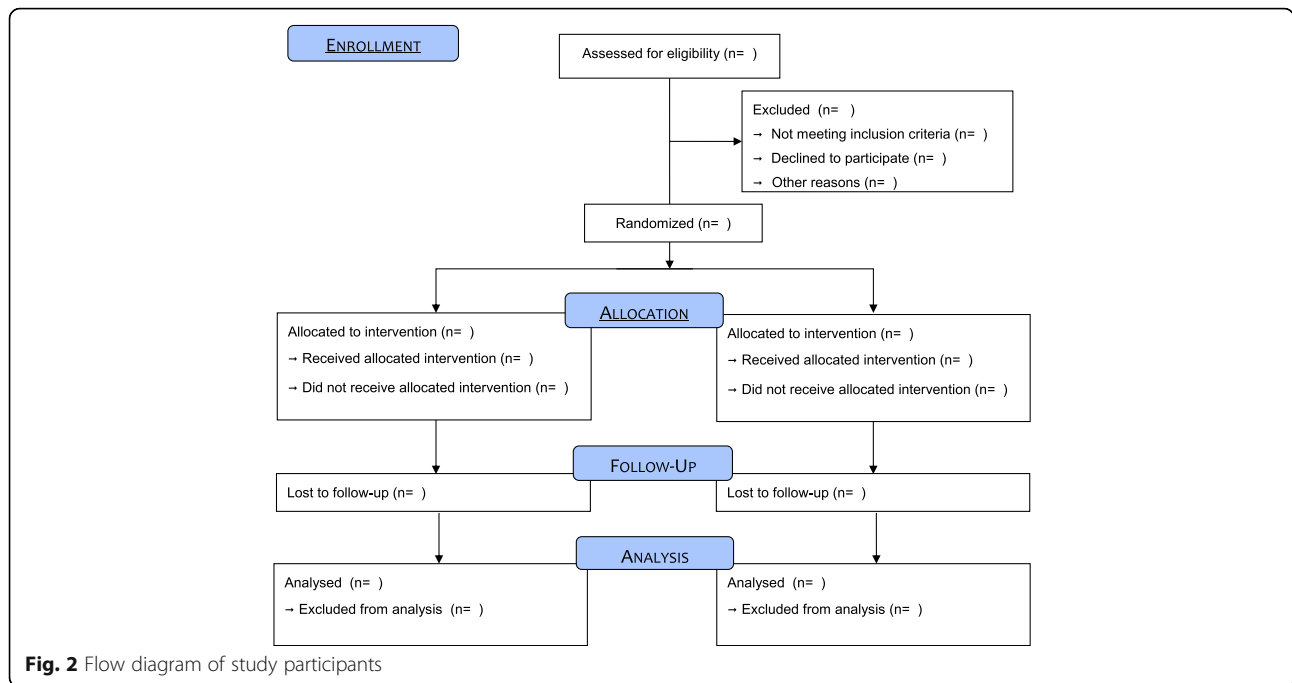 ENROLLMENT
Assessed for eligibility (n= )
Excluded (n= )
→ Not meeting inclusion criteria (n= )
→ Declined to participate (n= )
→ Other reasons (n= )
Randomized (n= )
ALLOCATION
Allocated to intervention (n= )
→ Received allocated intervention (n= )
→ Did not receive allocated intervention (n= )
Allocated to intervention (n= )
→ Received allocated intervention (n= )
→ Did not receive allocated intervention (n= )
FOLLOW-UP
Lost to follow-up (n= )
Lost to follow-up (n= )
ANALYSIS
Analysed (n= )
→ Excluded from analysis (n= )
Analysed (n= )
→ Excluded from analysis (n= )
Fig. 2 Flow diagram of study participants